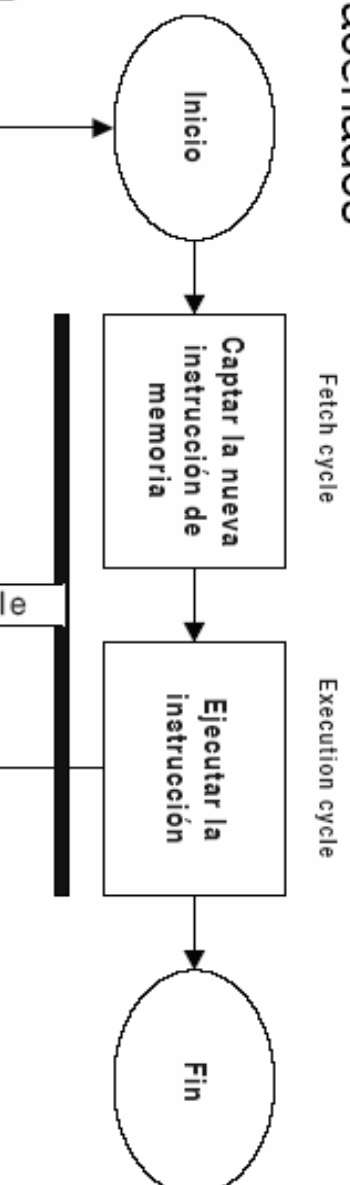 Fetch cycle
Execution cycle
Inicio
Captar la nueva
instrucción de
memoria
Ejecutar la
instrucción
Fin